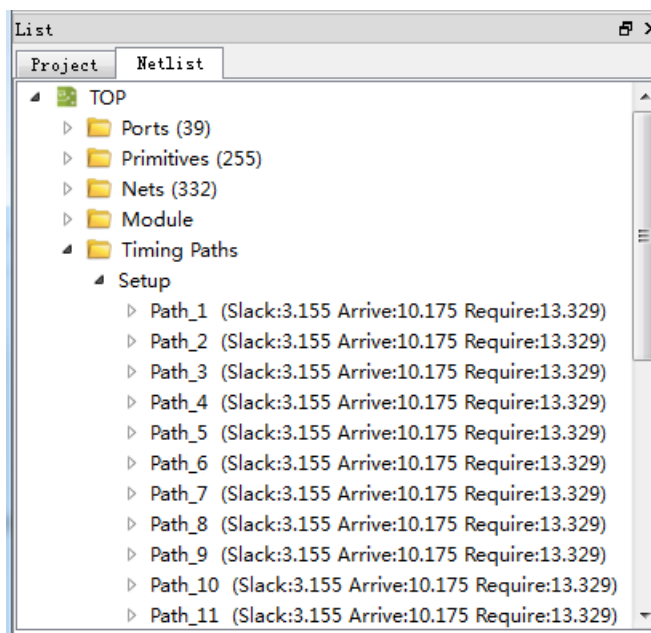 List
Project Netlist
TOP
Ports (39)
Primitives (255)
Nets (332)
Module
Timing Paths
Setup
Path_1 (Slack:3.155 Arrive:10.175 Require:13.329)
Path_2 (Slack:3.155 Arrive:10.175 Require:13.329)
Path_3 (Slack:3.155 Arrive:10.175 Require:13.329)
Path_4 (Slack:3.155 Arrive:10.175 Require:13.329)
Path_5 (Slack:3.155 Arrive:10.175 Require:13.329)
Path_6 (Slack:3.155 Arrive:10.175 Require:13.329)
Path_7 (Slack:3.155 Arrive:10.175 Require:13.329)
Path_8 (Slack:3.155 Arrive:10.175 Require:13.329)
Path_9 (Slack:3.155 Arrive:10.175 Require:13.329)
Path_10 (Slack:3.155 Arrive:10.175 Require:13.329)
Path_11 (Slack:3.155 Arrive:10.175 Require:13.329)